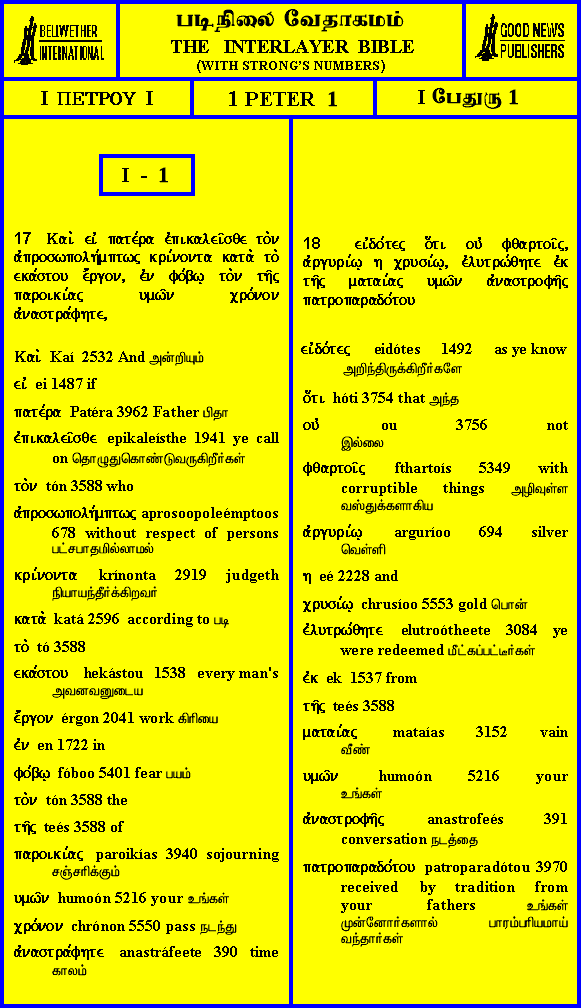 BELIWETHER
INTERNATIONAL
படிநிலை வேதாகமம்
THE INTERLAYER BIBLE
(WITH STRONG'S NUMBERS)
GOOD NEWS
PUBLISHERS
I ΠΕΤΡΟΥ I
1 PETER 1
I பேதுரு 1
I - 1
17 Καὶ εἰ πατέρα ἐπικαλεῖσθε τὸν
ἀπροσωπολήμπτως κρίνοντα κατὰ τὸ
εκάστου ἔργον, ἐν φόβῳ τὸν τῆς
παροικίας υμῶν χρόνον
ἀναστράφητε,
Καὶ Kaí 2532 And அன்றியும்
εἰ ei 1487 if
πατέρα Patéra 3962 Father பிதா
ἐπικαλεῖσθε epikaleísthe 1941 ye call
on தொழுதுகொண்டுவருகிறீர்கள்
τὸν tón 3588 who
ἀπροσωπολήμπτως aprosoopoleémptoos
678 without respect of persons
பட்சபாதமில்லாமல்
κρίνοντα krínonta 2919 judgeth
நியாயந்தீர்க்கிறவர்
κατὰ katá 2596 according to படி
τὸ tó 3588
εκάστου hekástou 1538 every man's
அவனவனுடைய
ἔργον érgon 2041 work கிரியை
ἐν en 1722 in
φόβῳ fóboo 5401 fear பயம்
τὸν tón 3588 the
τῆς teés 3588 of
παροικίας paroikías 3940 sojourning
சஞ்சரிக்கும்
υμῶν humoón 5216 your உங்கள்
χρόνον chrónon 5550 pass நடந்து
ἀναστράφητε anastráfeete 390 time
காலம்
18 εἰδότες ὅτι οὐ φθαρτοῖς,
ἀργυρίῳ η χρυσίῳ, ἐλυτρώθητε ἐκ
τῆς ματαίας υμῶν ἀναστροφῆς
πατροπαραδότου
εἰδότες eidótes 1492 as ye know
அறிந்திருக்கிறீர்களே
ὅτι hóti 3754 that அந்த
οὐ ou 3756 not
இல்லை
φθαρτοῖς fthartoís 5349 with
corruptible things அழிவுள்ள
வஸ்துக்களாகிய
ἀργυρίῳ arguríoo 694 silver
வெள்ளி
η eé 2228 and
χρυσίῳ chrusíoo 5553 gold பொன்
ἐλυτρώθητε elutroótheete 3084 ye
were redeemed மீட்கப்பட்டீர்கள்
ἐκ ek 1537 from
τῆς teés 3588
ματαίας mataías 3152 vain
வீண்
υμῶν humoón 5216 your
உங்கள்
ἀναστροφῆς anastrofeés 391
conversation நடத்தை
πατροπαραδότου patroparadótou 3970
received by tradition from
your fathers உங்கள்
முன்னோர்களால் பாரம்பரியமாய்
வந்தார்கள்